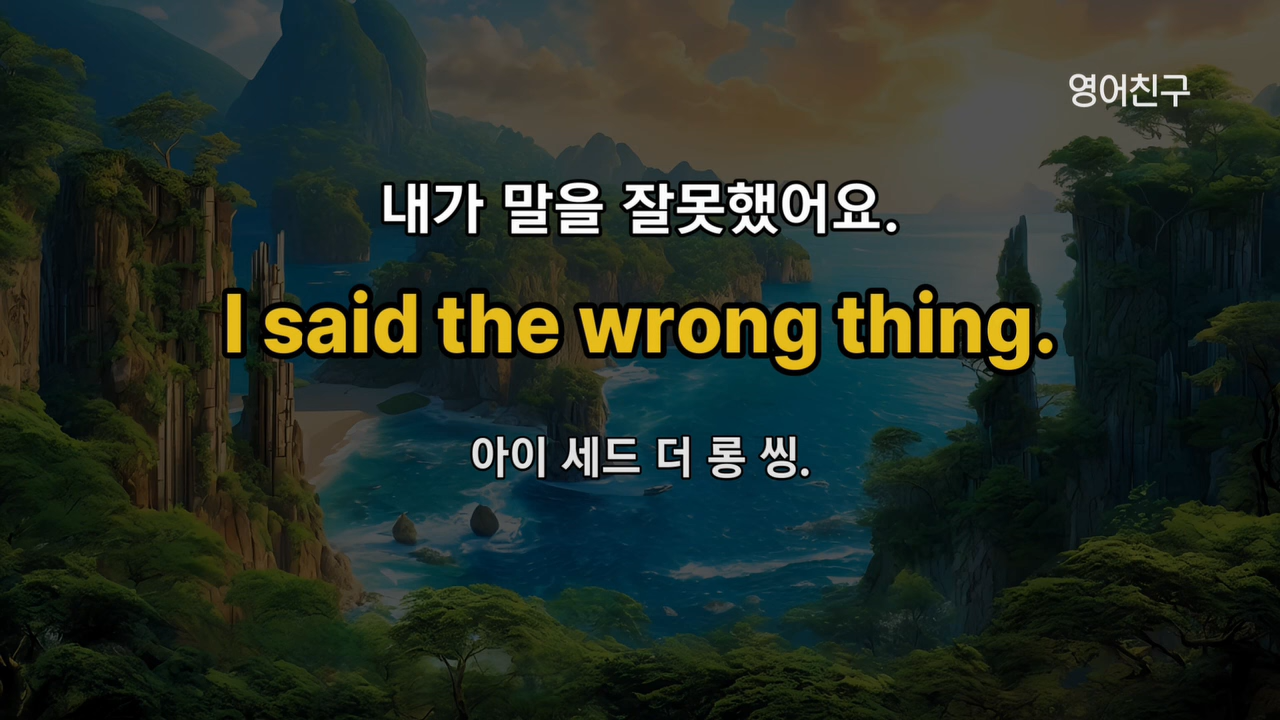 영어친구
내가 말을 잘못했어요.
I said the wrong thing.
아이 세드 더 롱 씽.